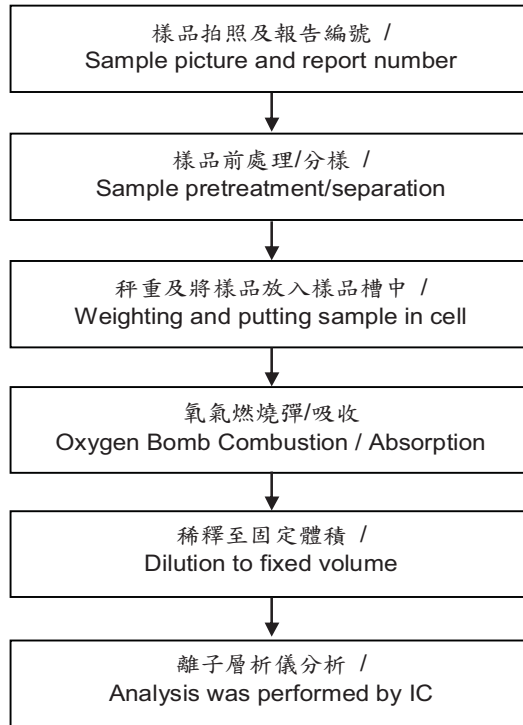 樣品拍照及報告編號 /
Sample picture and report number
樣品前處理/分樣 /
Sample pretreatment/separation
秤重及將樣品放入樣品槽中 /
Weighting and putting sample in cell
氧氣燃燒彈/吸收
Oxygen Bomb Combustion / Absorption
稀釋至固定體積 /
Dilution to fixed volume
離子層析儀分析 /
Analysis was performed by IC